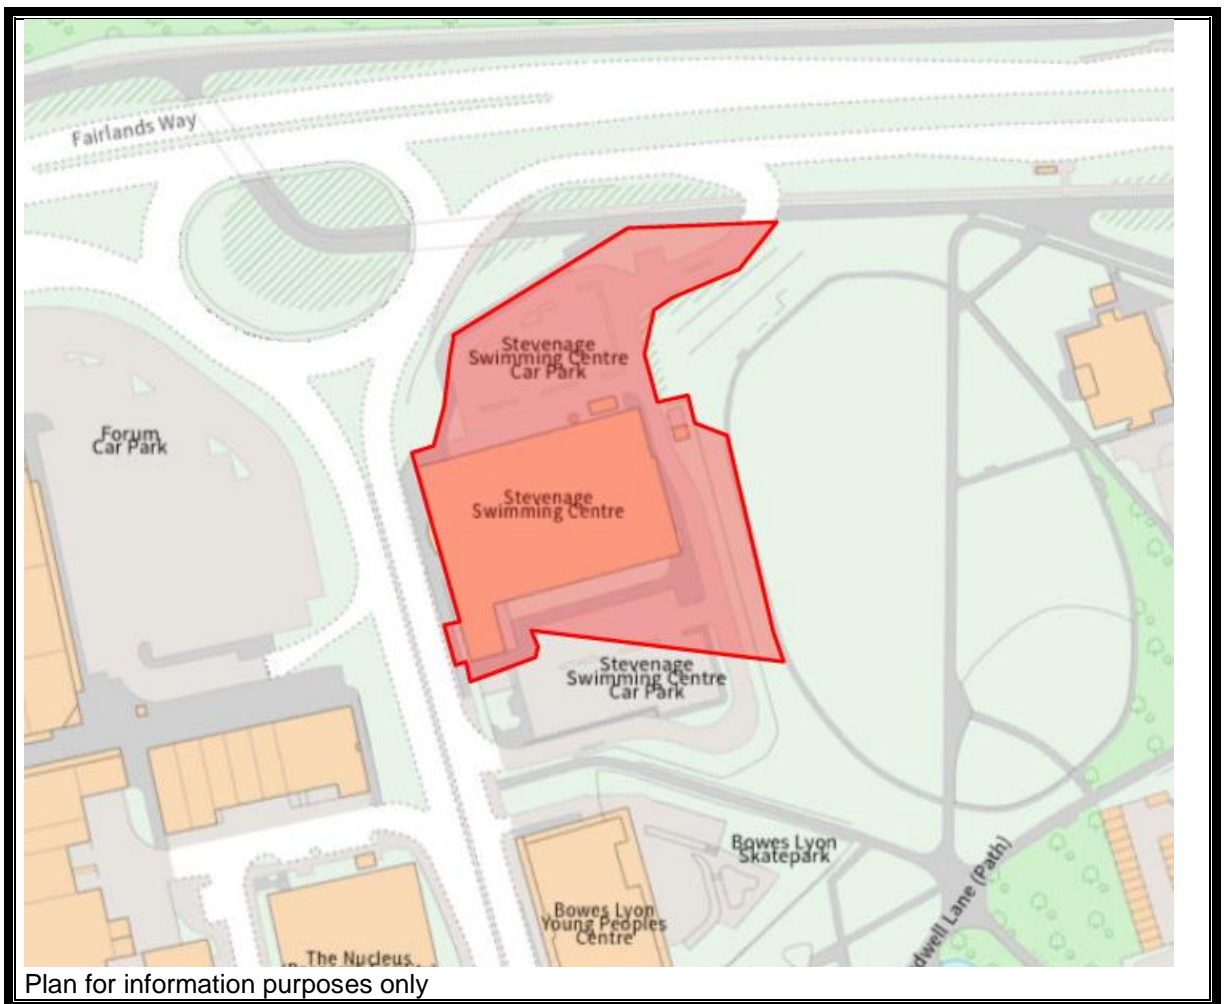 Fairlands Way
Stevenage
Swimming Centre
Car Park
Forum
Car Park
Stevenage
Swimming Centre
Stevenage
Swimming Centre
Car Park
Bowes Lyon
Skatepark
Bowes Lyon
Young Peoples
Centre
dwell Lane (Path)
The Nucleus
Plan for information purposes only